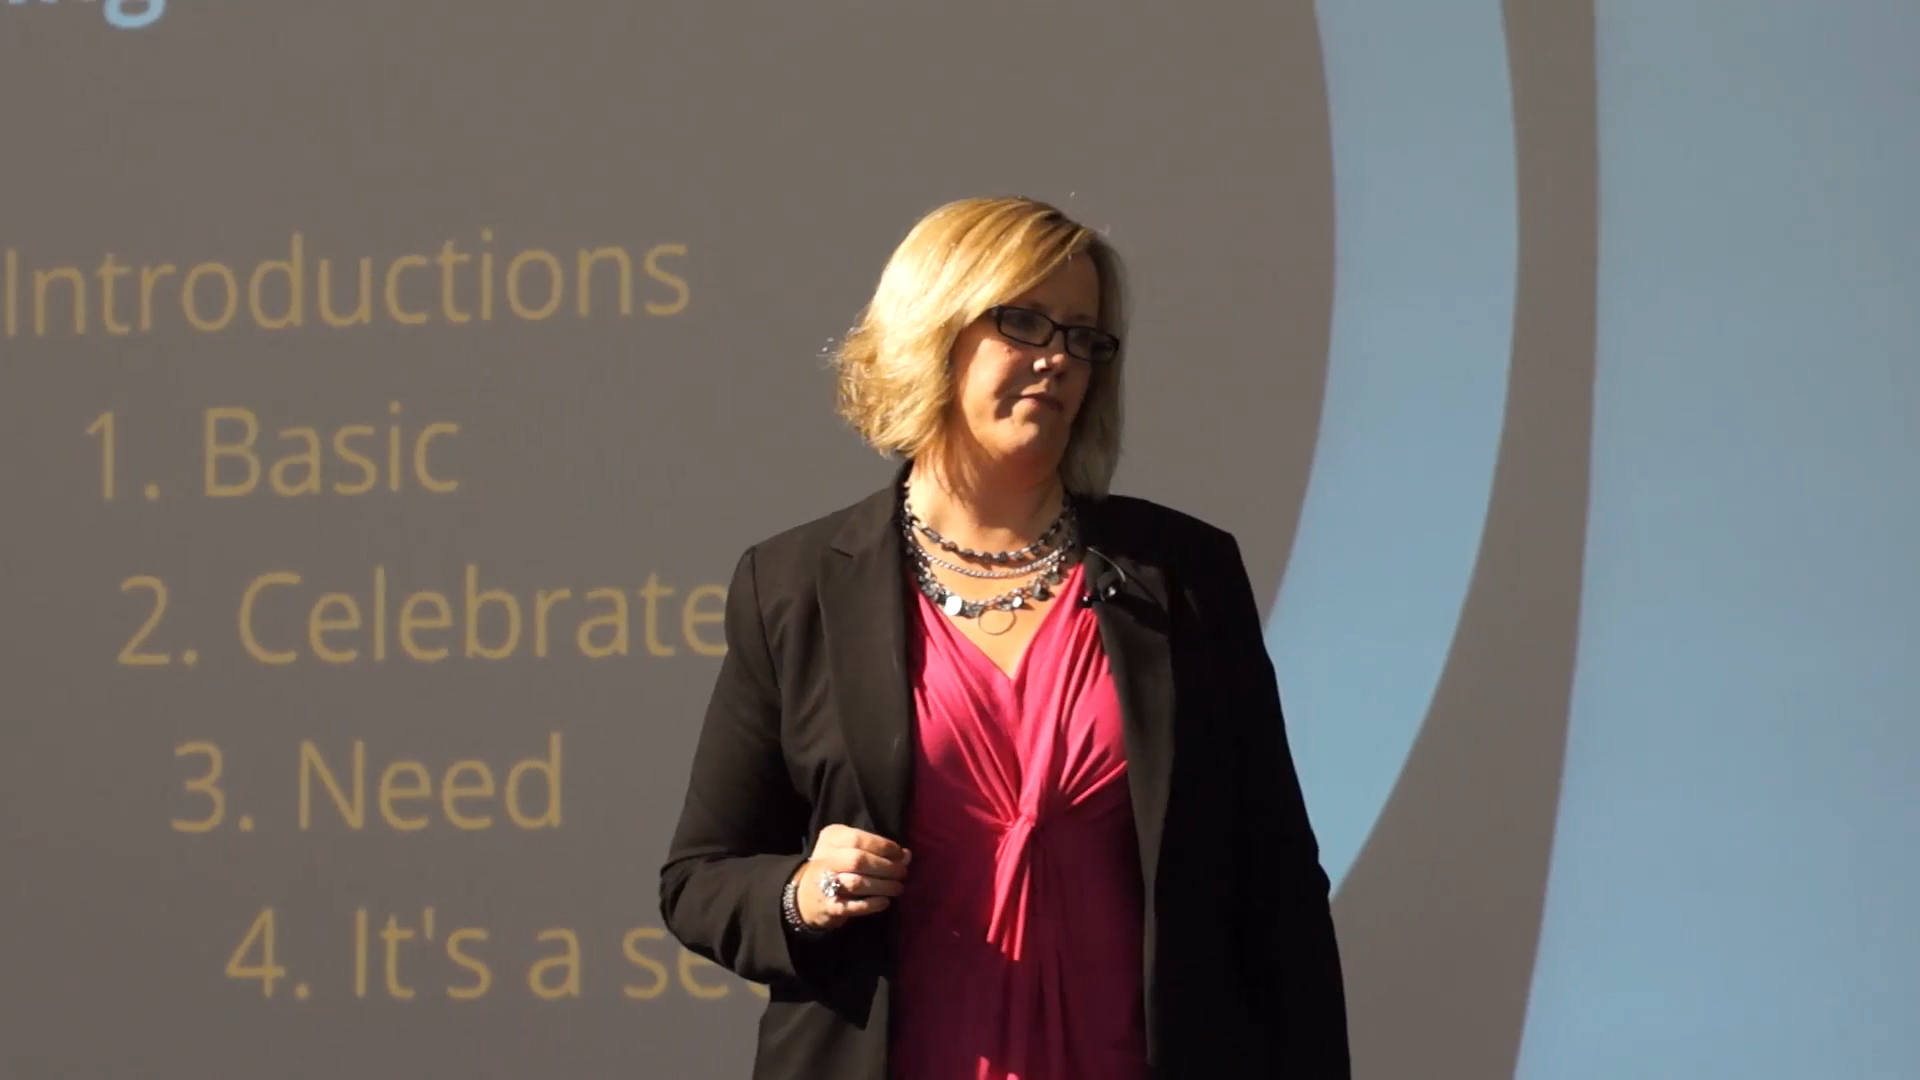 Introductions
1. Basic
2. Celebrate
3. Need
4. It's a